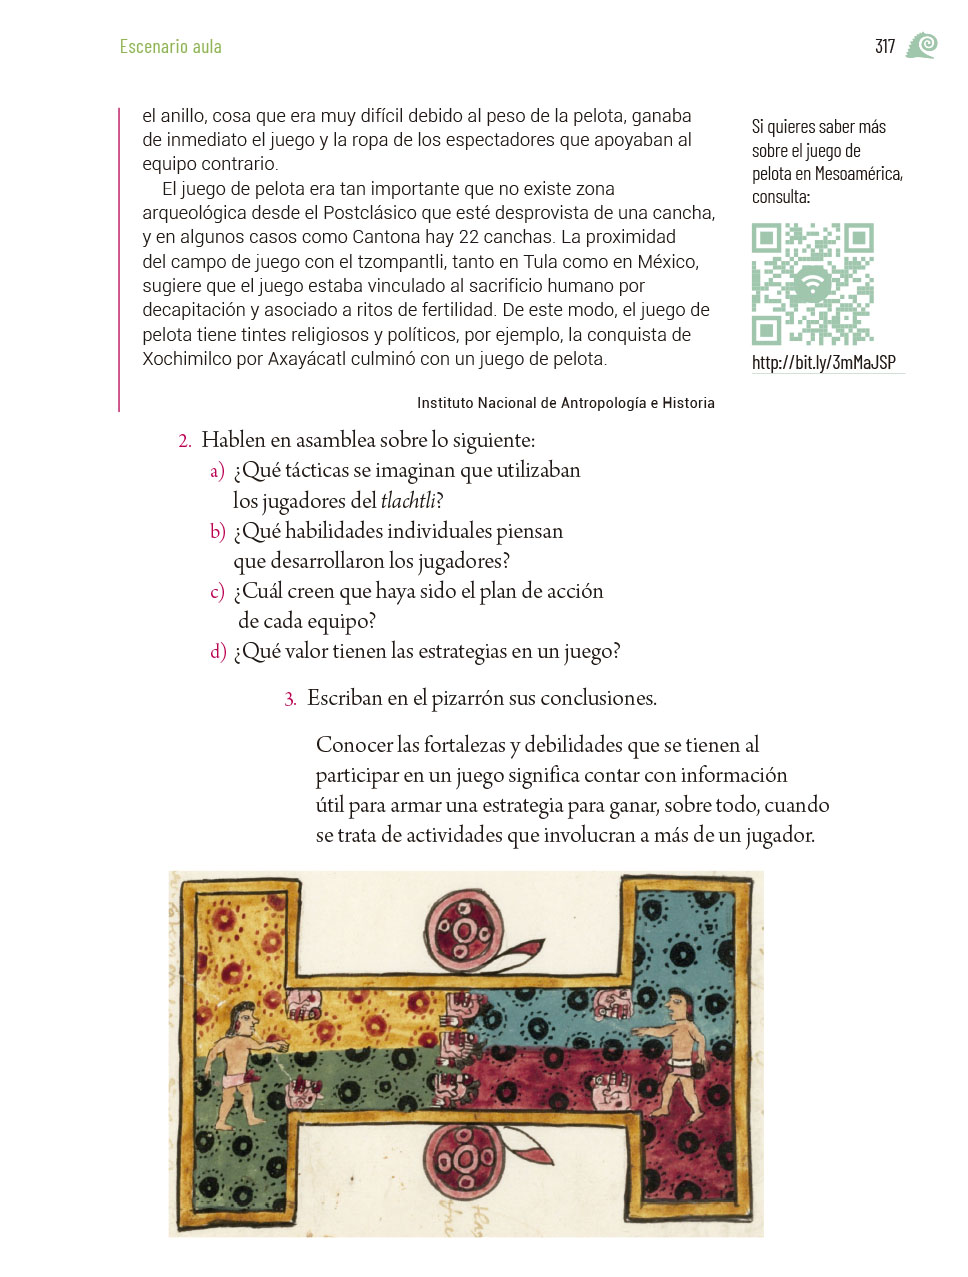 Escenario aula
317
el anillo, cosa que era muy difícil debido al peso de la pelota, ganaba
de inmediato el juego y la ropa de los espectadores que apoyaban al
equipo contrario.
El juego de pelota era tan importante que no existe zona
arqueológica desde el Postclásico que esté desprovista de una cancha,
y en algunos casos como Cantona hay 22 canchas. La proximidad
del campo de juego con el tzompantli, tanto en Tula como en México,
sugiere que el juego estaba vinculado al sacrificio humano por
decapitación y asociado a ritos de fertilidad. De este modo, el juego de
pelota tiene tintes religiosos y políticos, por ejemplo, la conquista de
Xochimilco por Axayácatl culminó con un juego de pelota.
Instituto Nacional de Antropología e Historia
Si quieres saber más
sobre el juego de
pelota en Mesoamérica,
consulta:
http://bit.ly/3mMaJSP
2. Hablen en asamblea sobre lo siguiente:
a) ¿Qué tácticas se imaginan que utilizaban
los jugadores del tlachtli?
b) ¿Qué habilidades individuales piensan
que desarrollaron los jugadores?
c) ¿Cuál creen que haya sido el plan de acción
de cada equipo?
d) ¿Qué valor tienen las estrategias en un juego?
3. Escriban en el pizarrón sus conclusiones.
Conocer las fortalezas y debilidades que se tienen al
participar en un juego significa contar con información
útil para armar una estrategia para ganar, sobre todo, cuando
se trata de actividades que involucran a más de un jugador.